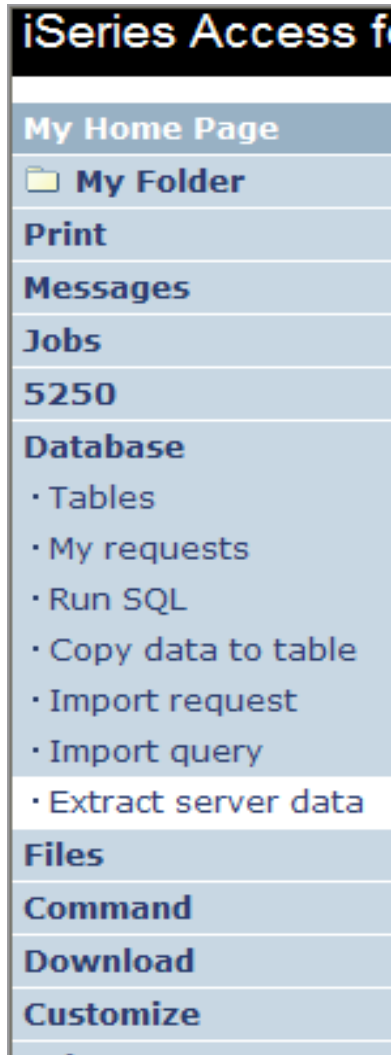 iSeries Access
My Home Page
My Folder
Print
Messages
Jobs
5250
Database
· Tables
· My requests
· Run SQL
· Copy data to table
· Import request
· Import query
· Extract server data
Files
Command
Download
Customize